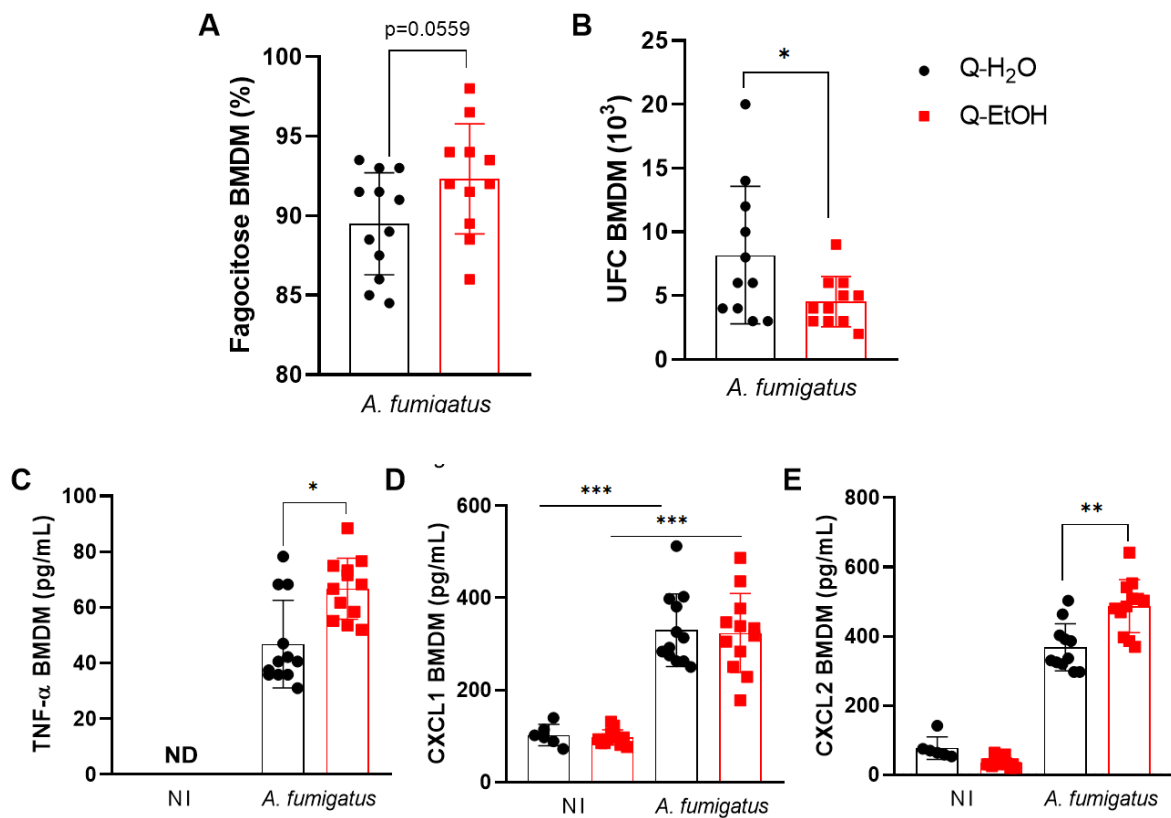 A
p=0.0559
Fagocitose BMDM (%)
100
95
90
85
80
A. fumigatus
B
*
UFC BMDM (10³)
25
20
15
10
5
0
A. fumigatus
Q-H₂O
Q-EtOH
C
*
TNF-α BMDM (pg/mL)
100
80
60
40
20
0
ND
NI
A. fumigatus
D
***
***
CXCL1 BMDM (pg/mL)
600
400
200
0
NI
A. fumigatus
E
**
CXCL2 BMDM (pg/mL)
800
600
400
200
0
NI
A. fumigatus